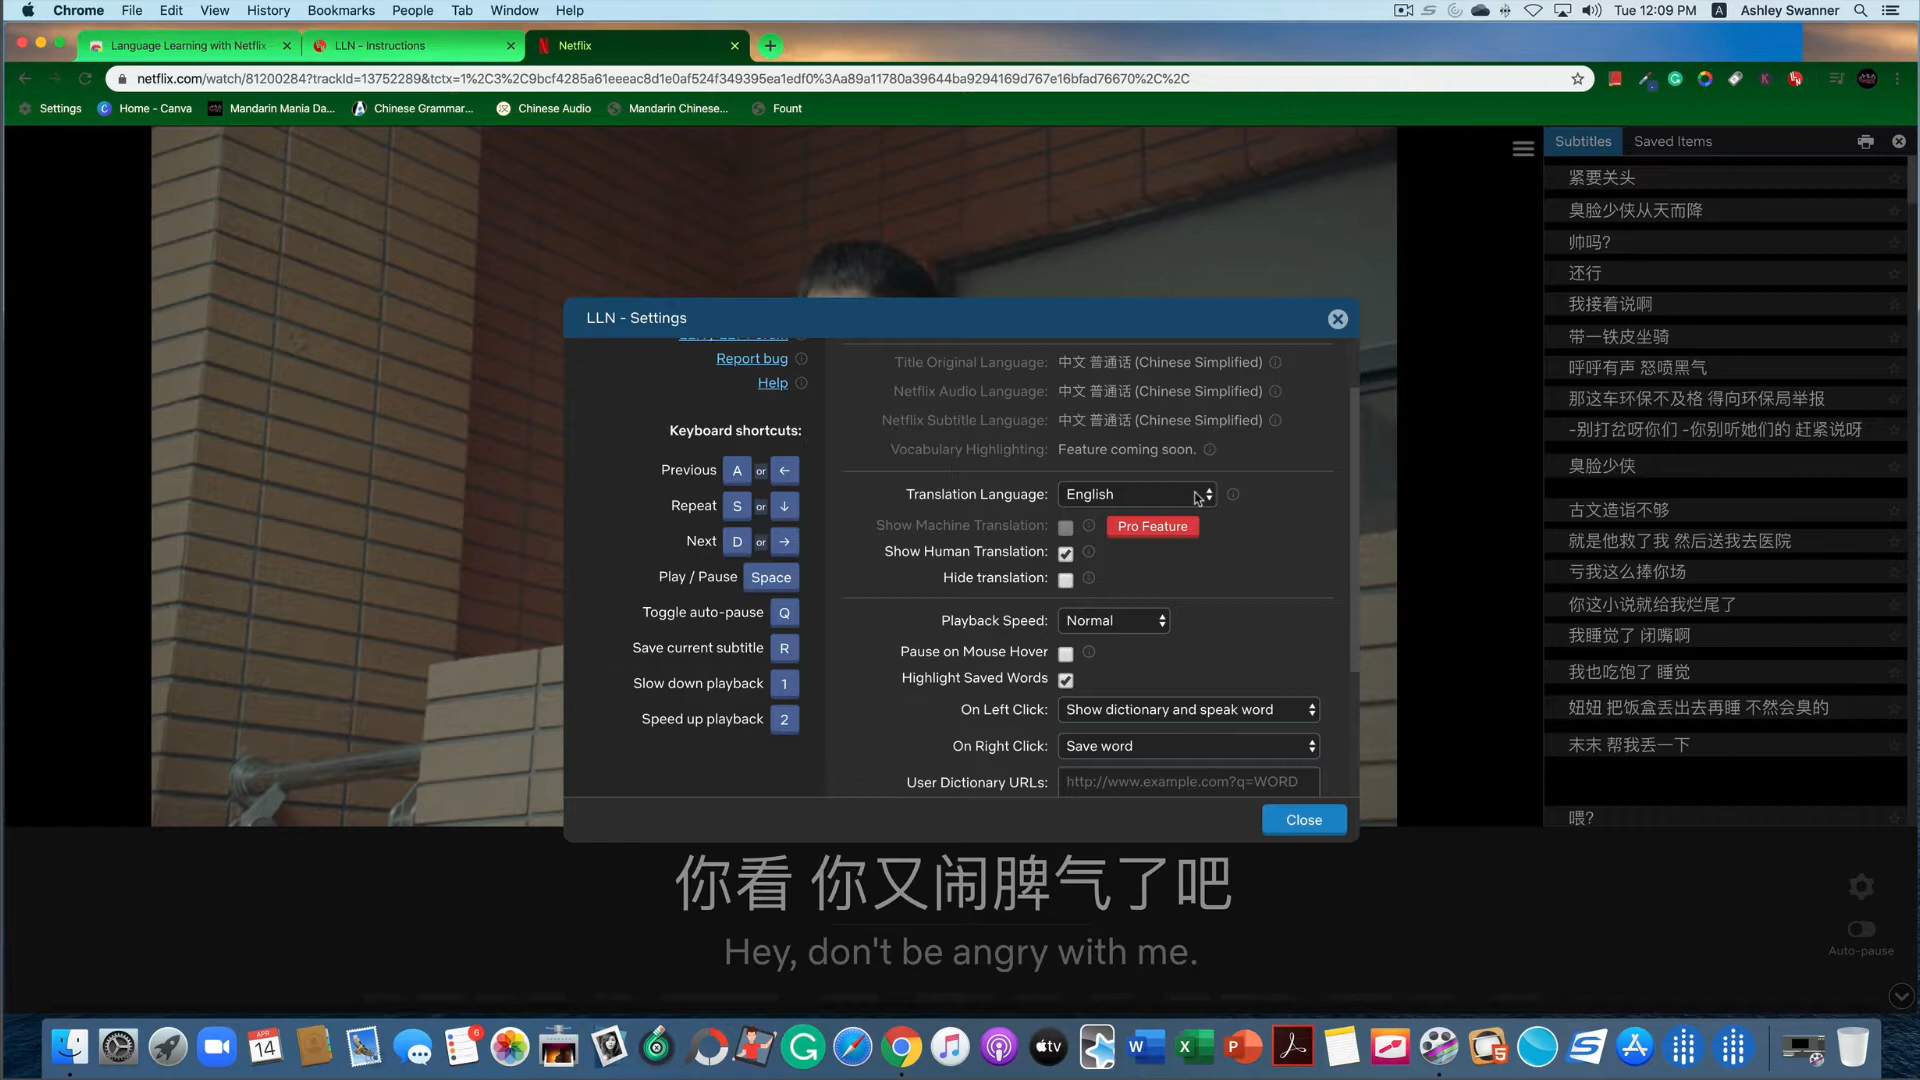 Chrome File Edit View History Bookmarks People Tab Window Help
Tue 12:09 PM A Ashley Swanner
Language Learning with Netflix
LLN - Instructions
Netflix
netflix.com/watch/81200284?trackId=13752289&tctx=1%2C3%2C9bcf4285a61eeeac8d1e0af524f349395ea1edf0%3Aa89a11780a39644ba9294169d767e16bfad76670%2C%2C
Settings
Home - Canva
Mandarin Mania Da...
Chinese Grammar...
Chinese Audio
Mandarin Chinese...
Fount
Subtitles Saved Items
紧要关头
臭脸少侠从天而降
帅吗?
还行
我接着说啊
带一铁皮坐骑
呼呼有声 怒喷黑气
那这车环保不及格 得向环保局举报
-别打岔呀你们 -你别听她们的 赶紧说呀
臭脸少侠
古文造诣不够
就是他救了我 然后送我去医院
亏我这么捧你场
你这小说就给我烂尾了
我睡觉了 闭嘴啊
我也吃饱了 睡觉
妞妞 把饭盒丢出去再睡 不然会臭的
末末 帮我丢一下
喂?
LLN - Settings
Report bug
Help
Keyboard shortcuts:
Previous A or ←
Repeat S or ↓
Next D or →
Play / Pause Space
Toggle auto-pause Q
Save current subtitle R
Slow down playback 1
Speed up playback 2
Title Original Language: 中文 普通话 (Chinese Simplified)
Netflix Audio Language: 中文 普通话 (Chinese Simplified)
Netflix Subtitle Language: 中文 普通话 (Chinese Simplified)
Vocabulary Highlighting: Feature coming soon.
Translation Language: English
Show Machine Translation: Pro Feature
Show Human Translation:
Hide translation:
Playback Speed: Normal
Pause on Mouse Hover
Highlight Saved Words
On Left Click: Show dictionary and speak word
On Right Click: Save word
User Dictionary URLs: http://www.example.com?q=WORD
Close
你看 你又闹脾气了吧
Hey, don't be angry with me.
Auto-pause
APR
14
6
tv
W
X
P
5